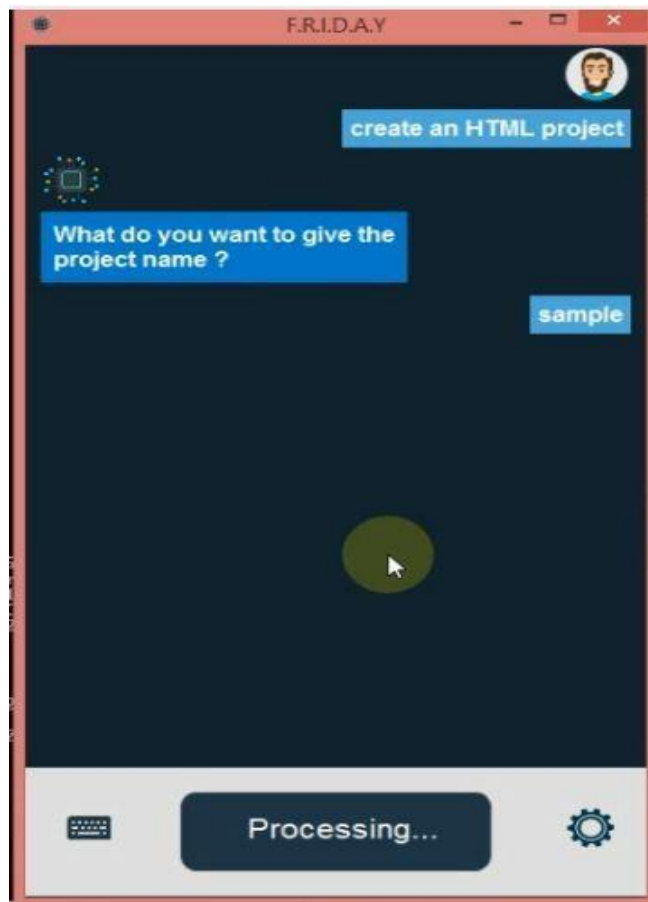 F.R.I.D.A.Y
create an HTML project
What do you want to give the
project name ?
sample
Processing...